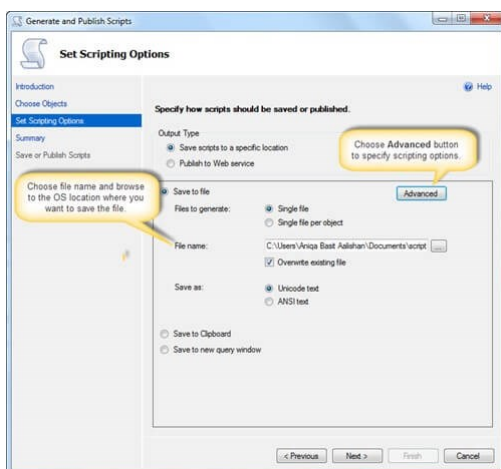 Generate and Publish Scripts
Set Scripting Options
Introduction
Help
Choose Objects
Specify how scripts should be saved or published.
Set Scripting Options
Summary
Save or Publish Scripts
Output Type
Save scripts to a specific location
Publish to Web service
Choose Advanced button
to specify scripting options.
Choose file name and browse
to the OS location where you
want to save the file.
Save to file
Advanced
Files to generate:
Single file
Single file per object
File name:
C:\Users\Aniqa Basit Aalishan\Documents\script
...
Overwrite existing file
Save as:
Unicode text
ANSI text
Save to Clipboard
Save to new query window
< Previous
Next >
Finish
Cancel